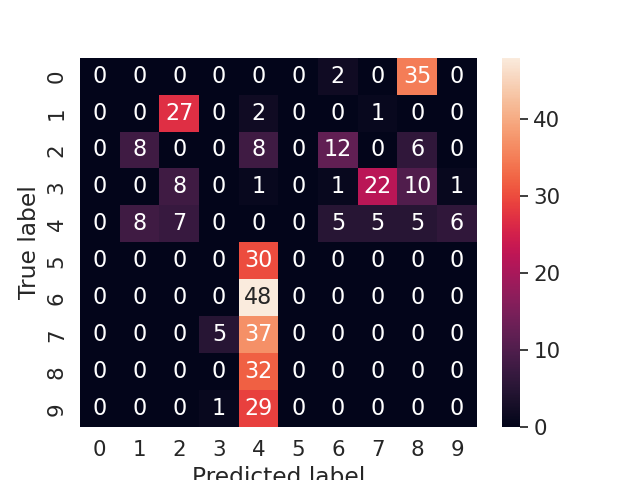 0 0 0 0 0 0 0 2 0 35 0
1 0 0 27 0 2 0 0 1 0 0
2 0 8 0 0 8 0 12 0 6 0
3 0 0 8 0 1 0 1 22 10 1
4 0 8 7 0 0 0 5 5 5 6
5 0 0 0 0 30 0 0 0 0 0
6 0 0 0 0 48 0 0 0 0 0
7 0 0 0 5 37 0 0 0 0 0
8 0 0 0 0 32 0 0 0 0 0
9 0 0 0 1 29 0 0 0 0 0
True label
0 1 2 3 4 5 6 7 8 9
Predicted label
40
30
20
10
0